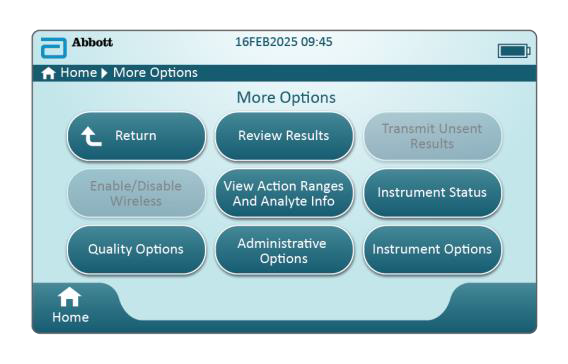 Abbott
16FEB2025 09:45
Home ▶ More Options
More Options
Return
Review Results
Transmit Unsent
Results
Enable/Disable
Wireless
View Action Ranges
And Analyte Info
Instrument Status
Quality Options
Administrative
Options
Instrument Options
Home